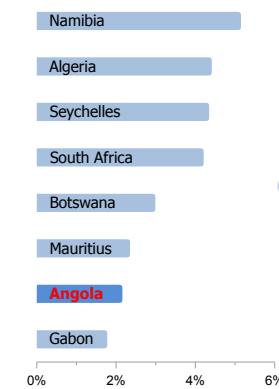 Namibia
Algeria
Seychelles
South Africa
Botswana
Mauritius
Angola
Gabon
0% 2% 4% 6%